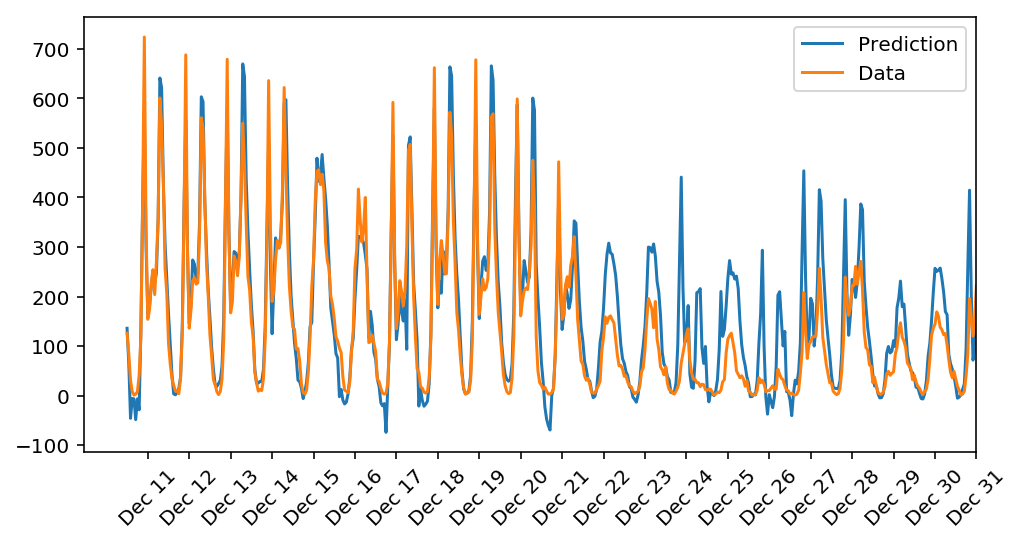 Prediction
Data
700
600
500
400
300
200
100
0
−100
Dec 11
Dec 12
Dec 13
Dec 14
Dec 15
Dec 16
Dec 17
Dec 18
Dec 19
Dec 20
Dec 21
Dec 22
Dec 23
Dec 24
Dec 25
Dec 26
Dec 27
Dec 28
Dec 29
Dec 30
Dec 31